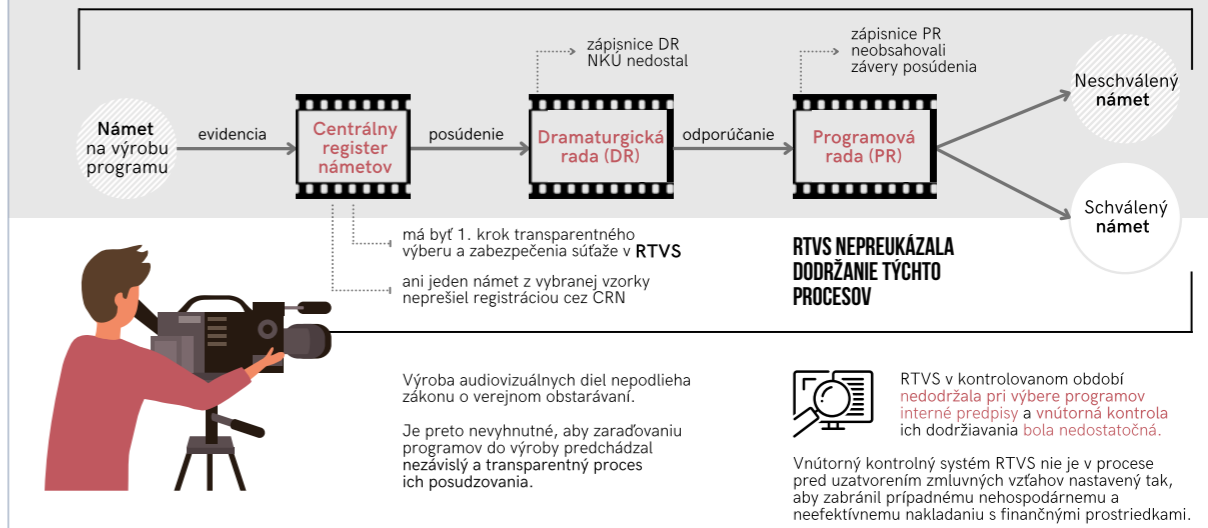 zápisnice DR
NKÚ nedostal
zápisnice PR
neobsahovali
závery posúdenia
Námet
na výrobu
programu
evidencia
Centrálny
register
námetov
posúdenie
Dramaturgická
rada (DR)
odporúčanie
Programová
rada (PR)
Neschválený
námet
Schválený
námet
má byť 1. krok transparentného
výberu a zabezpečenia súťaže v RTVS
ani jeden námet z vybranej vzorky
neprešiel registráciou cez CRN
RTVS NEPREUKÁZALA
DODRŽANIE TÝCHTO
PROCESOV
Výroba audiovizuálnych diel nepodlieha
zákonu o verejnom obstarávaní.
Je preto nevyhnutné, aby zaraďovaniu
programov do výroby predchádzal
nezávislý a transparentný proces
ich posudzovania.
RTVS v kontrolovanom období
nedodržala pri výbere programov
interné predpisy a vnútorná kontrola
ich dodržiavania bola nedostatočná.
Vnútorný kontrolný systém RTVS nie je v procese
pred uzatvorením zmluvných vzťahov nastavený tak,
aby zabránil prípadnému nehospodárnemu a
neefektívnemu nakladaniu s finančnými prostriedkami.